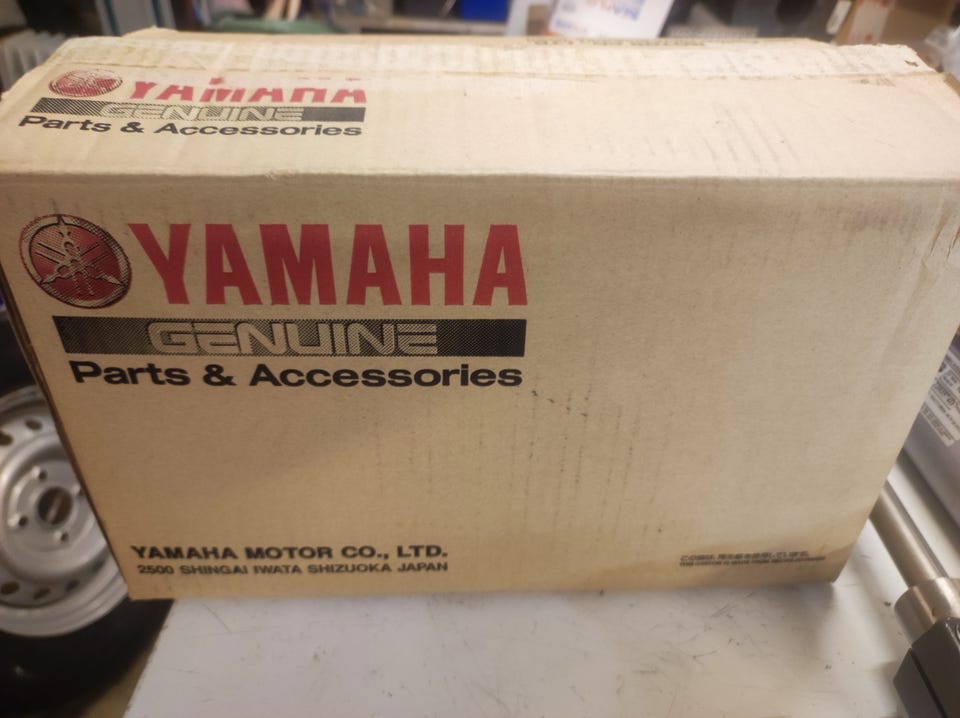 YAMAHA
GENUINE
Parts & Accessories
YAMAHA
GENUINE
Parts & Accessories
YAMAHA MOTOR CO., LTD.
2500 SHINGAI IWATA SHIZUOKA JAPAN